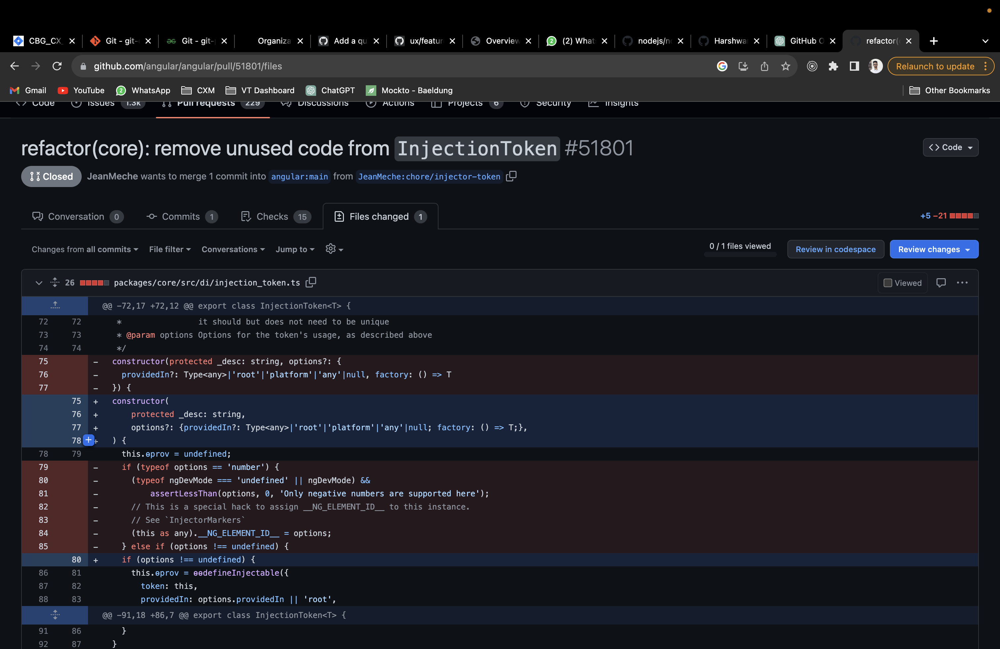 CBG_CX_
Git - git-
Git - git-p
Organiza
Add a qu
ux/featur
Overview
(2) What
nodejs/n
Harshwa
GitHub C
refactor(
github.com/angular/angular/pull/51801/files
Relaunch to update
Gmail
YouTube
2 WhatsApp
CXM
VT Dashboard
ChatGPT
Mockto - Baeldung
Other Bookmarks
Code
Issues 1.3k
Pull requests 229
Discussions
Actions
Projects 6
Security
Insights
refactor(core): remove unused code from InjectionToken #51801
Code
Closed
JeanMeche wants to merge 1 commit into angular:main from JeanMeche:chore/injector-token
Conversation 0
Commits 1
Checks 15
Files changed 1
+5 −21
Changes from all commits
File filter
Conversations
Jump to
0 / 1 files viewed
Review in codespace
Review changes
26 packages/core/src/di/injection_token.ts
Viewed
@@ -72,17 +72,12 @@ export class InjectionToken<T> {
72 72 * it should but does not need to be unique
73 73 * @param options Options for the token's usage, as described above
74 74 */
75 - constructor(protected _desc: string, options?: {
76 - providedIn?: Type<any>|'root'|'platform'|'any'|null, factory: () => T
77 - }) {
75 + constructor(
76 + protected _desc: string,
77 + options?: {providedIn?: Type<any>|'root'|'platform'|'any'|null; factory: () => T;},
78 + ) {
78 79 this.ɵprov = undefined;
79 - if (typeof options == 'number') {
80 - (typeof ngDevMode === 'undefined' || ngDevMode) &&
81 - assertLessThan(options, 0, 'Only negative numbers are supported here');
82 - // This is a special hack to assign __NG_ELEMENT_ID__ to this instance.
83 - // See `InjectorMarkers`
84 - (this as any).__NG_ELEMENT_ID__ = options;
85 - } else if (options !== undefined) {
80 + if (options !== undefined) {
86 81 this.ɵprov = ɵɵdefineInjectable({
87 82 token: this,
88 83 providedIn: options.providedIn || 'root',
@@ -91,18 +86,7 @@ export class InjectionToken<T> {
91 86 }
92 87 }